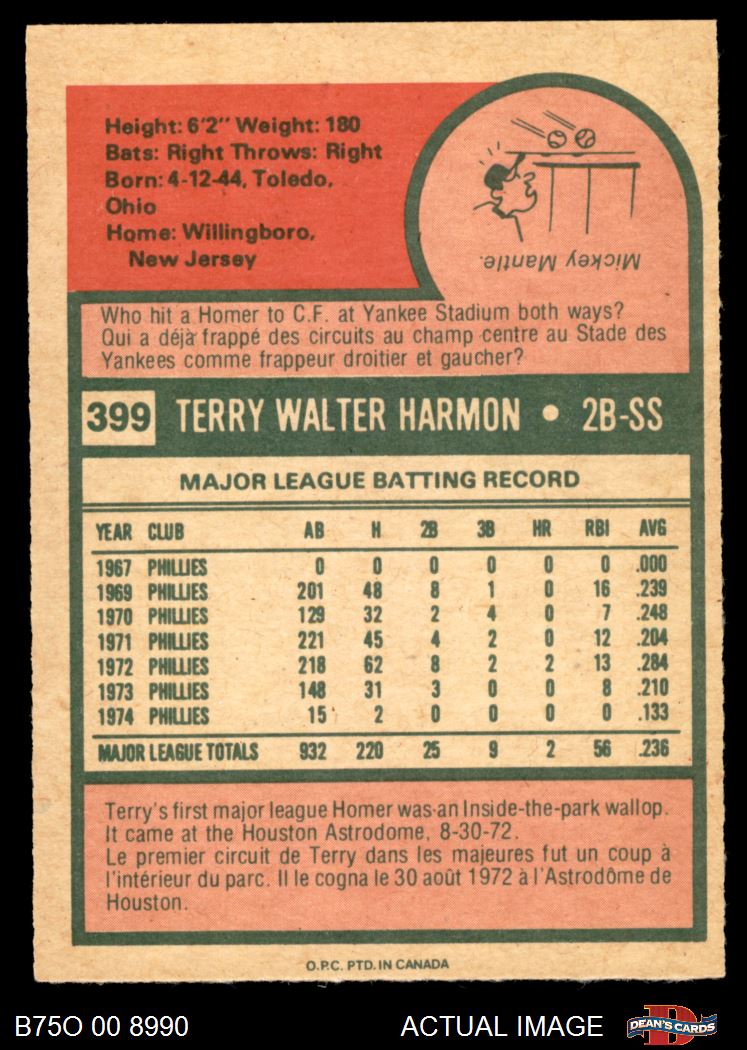 Height: 6'2" Weight: 180
Bats: Right Throws: Right
Born: 4-12-44, Toledo,
Ohio
Home: Willingboro,
New Jersey
Mickey Mantle.
Who hit a Homer to C.F. at Yankee Stadium both ways?
Qui a déjà frappé des circuits au champ centre au Stade des
Yankees comme frappeur droitier et gaucher?
399 TERRY WALTER HARMON • 2B-SS
MAJOR LEAGUE BATTING RECORD
YEAR CLUB AB H 2B 3B HR RBI AVG
1967 PHILLIES 0 0 0 0 0 0 .000
1969 PHILLIES 201 48 8 1 0 16 .239
1970 PHILLIES 129 32 2 4 0 7 .248
1971 PHILLIES 221 45 4 2 0 12 .204
1972 PHILLIES 218 62 8 2 2 13 .284
1973 PHILLIES 148 31 3 0 0 8 .210
1974 PHILLIES 15 2 0 0 0 0 .133
MAJOR LEAGUE TOTALS 932 220 25 9 2 56 .236
Terry's first major league Homer was an Inside-the-park wallop.
It came at the Houston Astrodome, 8-30-72.
Le premier circuit de Terry dans les majeures fut un coup à
l'intérieur du parc. Il le cogna le 30 août 1972 à l'Astrodôme de
Houston.
O.P.C. PTD. IN CANADA
B75O 00 8990 ACTUAL IMAGE DEAN'S CARDS